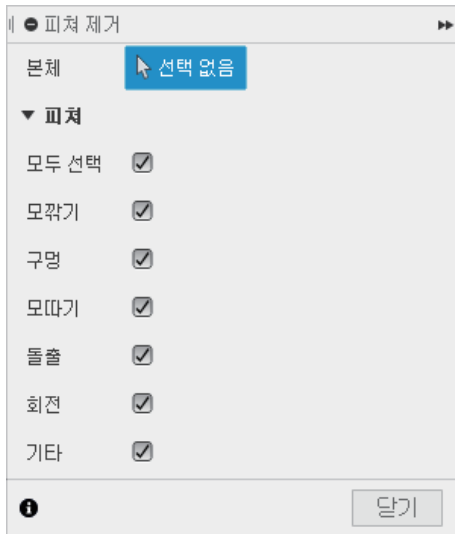 피쳐 제거
본체 선택 없음
피쳐
모두 선택
모깎기
구멍
모따기
돌출
회전
기타
닫기